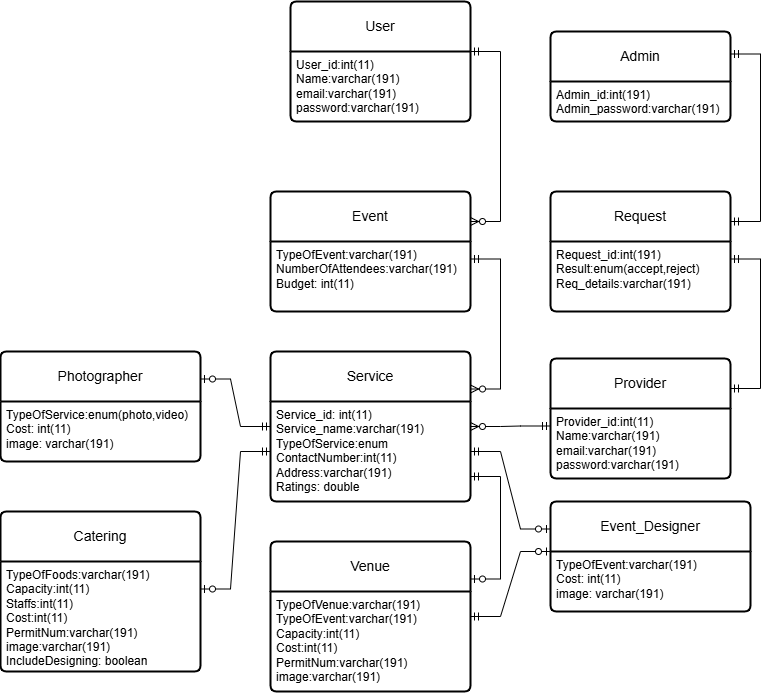 User
User_id:int(11)
Name:varchar(191)
email:varchar(191)
password:varchar(191)
Admin
Admin_id:int(191)
Admin_password:varchar(191)
Event
TypeOfEvent:varchar(191)
NumberOfAttendees:varchar(191)
Budget: int(11)
Request
Request_id:int(191)
Result:enum(accept,reject)
Req_details:varchar(191)
Photographer
TypeOfService:enum(photo,video)
Cost: int(11)
image: varchar(191)
Service
Service_id: int(11)
Service_name:varchar(191)
TypeOfService:enum
ContactNumber:int(11)
Address:varchar(191)
Ratings: double
Provider
Provider_id:int(11)
Name:varchar(191)
email:varchar(191)
password:varchar(191)
Catering
TypeOfFoods:varchar(191)
Capacity:int(11)
Staffs:int(11)
Cost:int(11)
PermitNum:varchar(191)
image:varchar(191)
IncludeDesigning: boolean
Venue
TypeOfVenue:varchar(191)
TypeOfEvent:varchar(191)
Capacity:int(11)
Cost:int(11)
PermitNum:varchar(191)
image:varchar(191)
Event_Designer
TypeOfEvent:varchar(191)
Cost: int(11)
image: varchar(191)